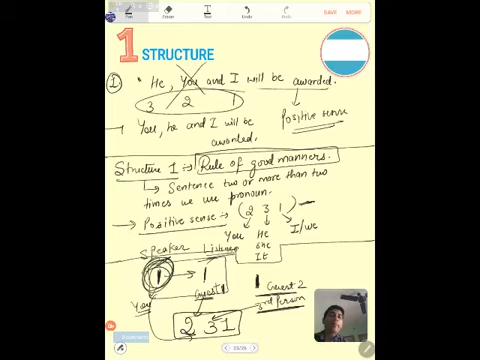 Pen Eraser Text Undo Redo SAVE MORE
1 STRUCTURE
1 He, You and I will be awarded.
3 2 1
Positive sense
→ You, he and I will be
awarded.
Structure 1 :- Rule of good manners.
↳ Sentence two or more than two
times we use pronoun.
→ Positive sense :- (2 3 1)
You He I/we
She
It
Speaker Listener
1 → 1
Guest 1
1 Guest 2
You
3rd person
2 3 1